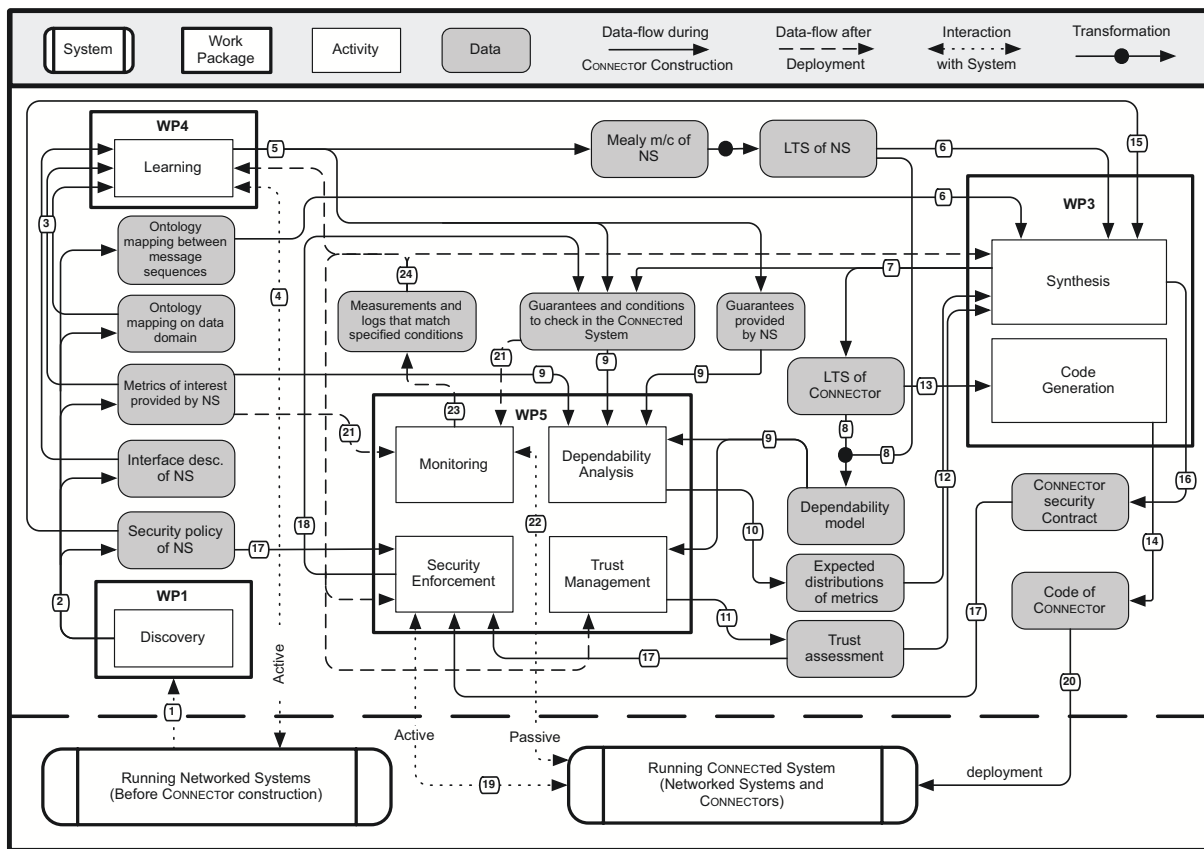 System
Work
Package
Activity
Data
Data-flow during
CONNECTor Construction
Data-flow after
Deployment
Interaction
with System
Transformation
WP4
Learning
5
Mealy m/c of
NS
LTS of NS
6
15
WP3
3
Ontology
mapping between
message
sequences
6
Synthesis
4
24
7
Ontology
mapping on data
domain
Measurements and
logs that match
specified conditions
Guarantees and conditions
to check in the CONNECTed
System
Guarantees
provided
by NS
21
9
9
9
Metrics of interest
provided by NS
LTS of
CONNECTOR
13
Code
Generation
23
WP5
21
8
8
9
Monitoring
Dependability
Analysis
Interface desc.
of NS
12
16
CONNECTor
security
Contract
18
22
10
Dependability
model
Security policy
of NS
17
14
Security
Enforcement
Trust
Management
Expected
distributions
of metrics
Code of
CONNECTOR
WP1
2
11
17
Discovery
17
Trust
assessment
Active
20
1
Active
Passive
Running Networked Systems
(Before CONNECTor construction)
19
Running CONNECTed System
(Networked Systems and
CONNECTors)
deployment